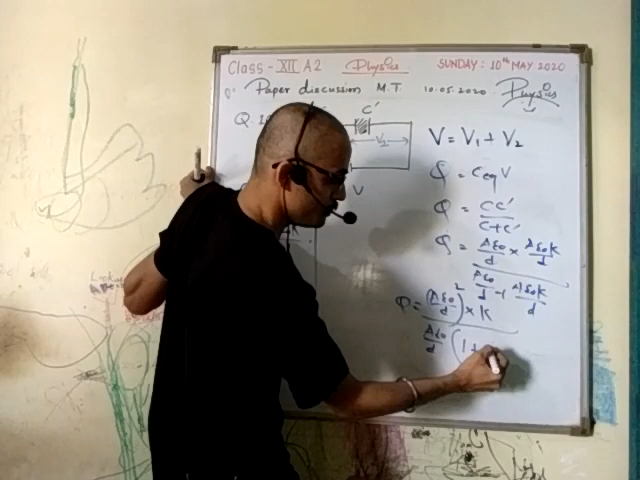 Class - XII A2 Physics SUNDAY: 10TH MAY 2020
Paper discussion M.T. 10.05.2020 Physics
C'
V₂
V
V = V₁ + V₂
Q = Ceq V
Q = CC' / C+C'
Q = Aε₀/d × Aε₀k/d / Aε₀/d + Aε₀k/d
Q = (Aε₀/d)² × k
Aε₀/d (1+